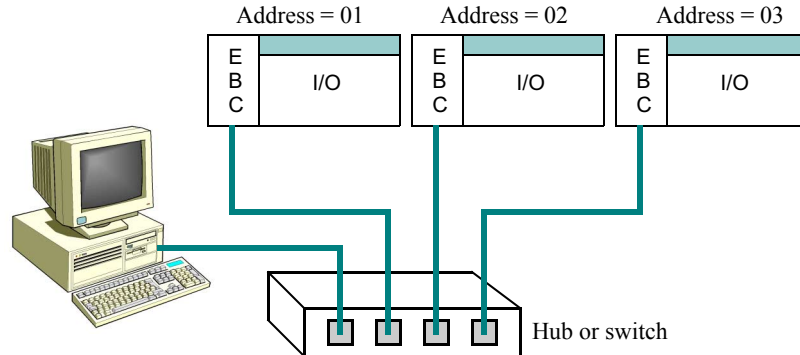 Address = 01
Address = 02
Address = 03
E
B
C
I/O
E
B
C
I/O
E
B
C
I/O
Hub or switch